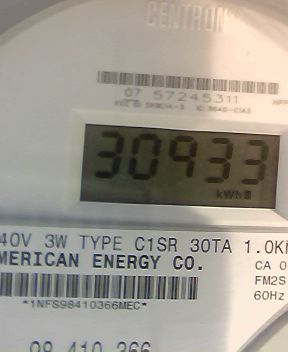 CENTRON
07 57245311
30933
kWh
40V 3W TYPE C1SR 30TA 1.0K
MERICAN ENERGY CO.
CA 0
FM2S
60Hz
*1NFS98410366MEC*
98 410 366